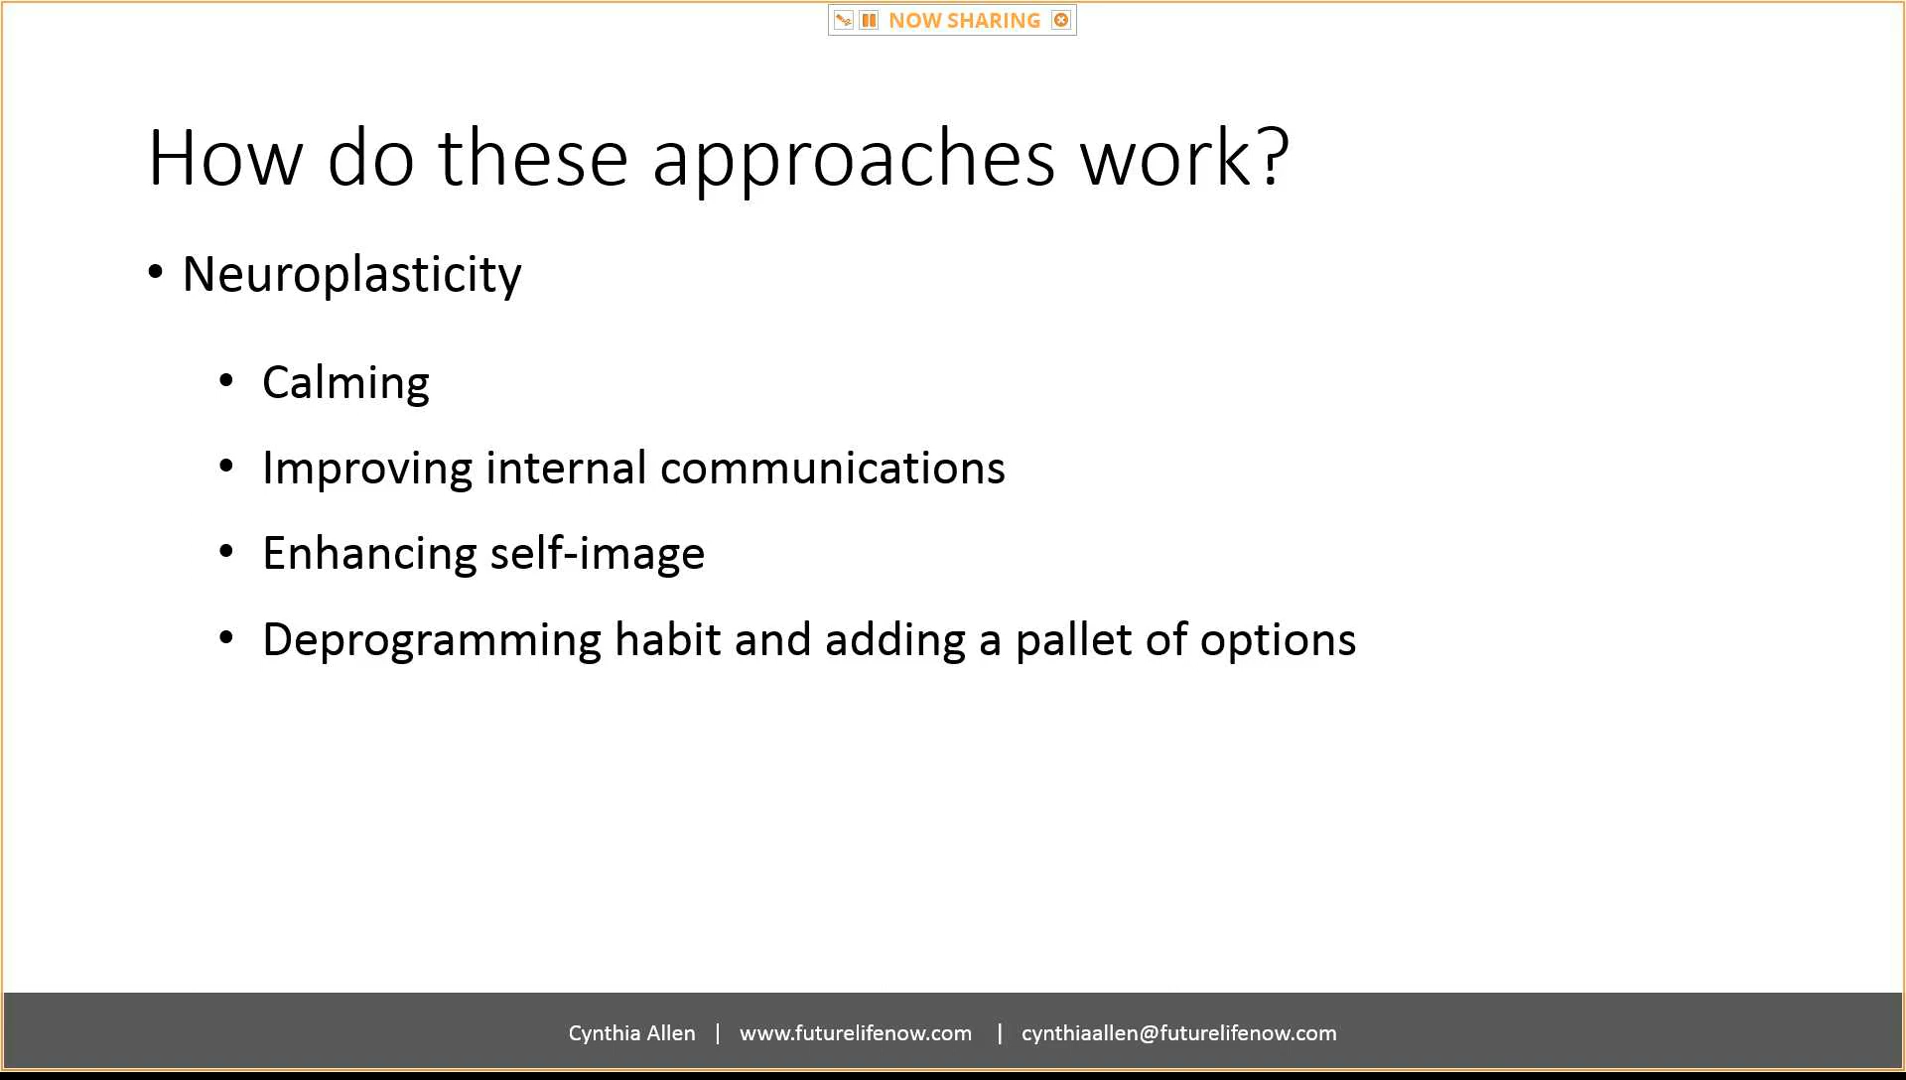 NOW SHARING
How do these approaches work?
• Neuroplasticity
• Calming
• Improving internal communications
• Enhancing self-image
• Deprogramming habit and adding a pallet of options
Cynthia Allen | www.futurelifenow.com | cynthiaallen@futurelifenow.com